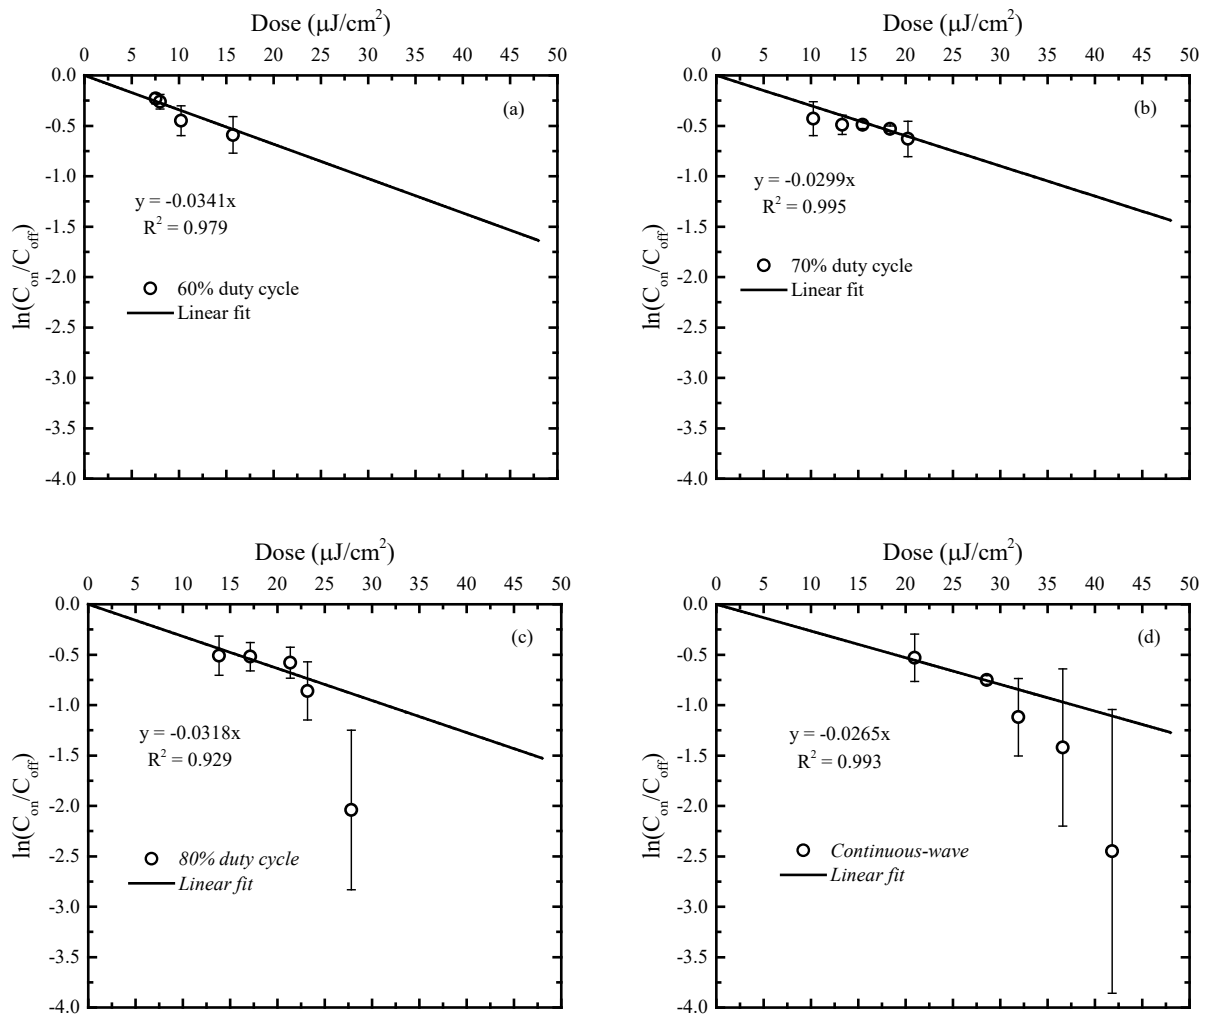 Dose (μJ/cm²)
0 5 10 15 20 25 30 35 40 45 50
0.0
-0.5
-1.0
-1.5
-2.0
-2.5
-3.0
-3.5
-4.0
ln(C_on/C_off)
(a)
y = -0.0341x
R² = 0.979
60% duty cycle
Linear fit
Dose (μJ/cm²)
0 5 10 15 20 25 30 35 40 45 50
0.0
-0.5
-1.0
-1.5
-2.0
-2.5
-3.0
-3.5
-4.0
ln(C_on/C_off)
(b)
y = -0.0299x
R² = 0.995
70% duty cycle
Linear fit
Dose (μJ/cm²)
0 5 10 15 20 25 30 35 40 45 50
0.0
-0.5
-1.0
-1.5
-2.0
-2.5
-3.0
-3.5
-4.0
ln(C_on/C_off)
(c)
y = -0.0318x
R² = 0.929
80% duty cycle
Linear fit
Dose (μJ/cm²)
0 5 10 15 20 25 30 35 40 45 50
0.0
-0.5
-1.0
-1.5
-2.0
-2.5
-3.0
-3.5
-4.0
ln(C_on/C_off)
(d)
y = -0.0265x
R² = 0.993
Continuous-wave
Linear fit